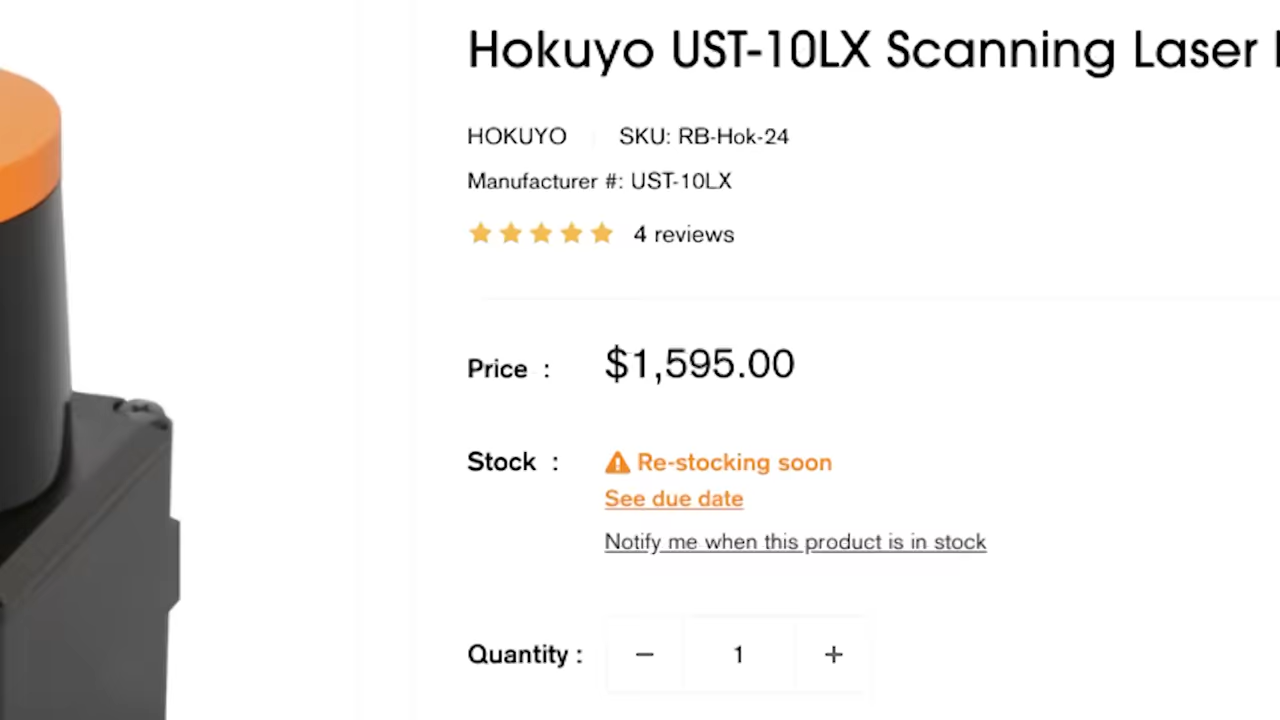 Hokuyo UST-10LX Scanning Laser
HOKUYO SKU: RB-Hok-24
Manufacturer #: UST-10LX
4 reviews
Price : $1,595.00
Stock : Re-stocking soon
See due date
Notify me when this product is in stock
Quantity : − 1 +